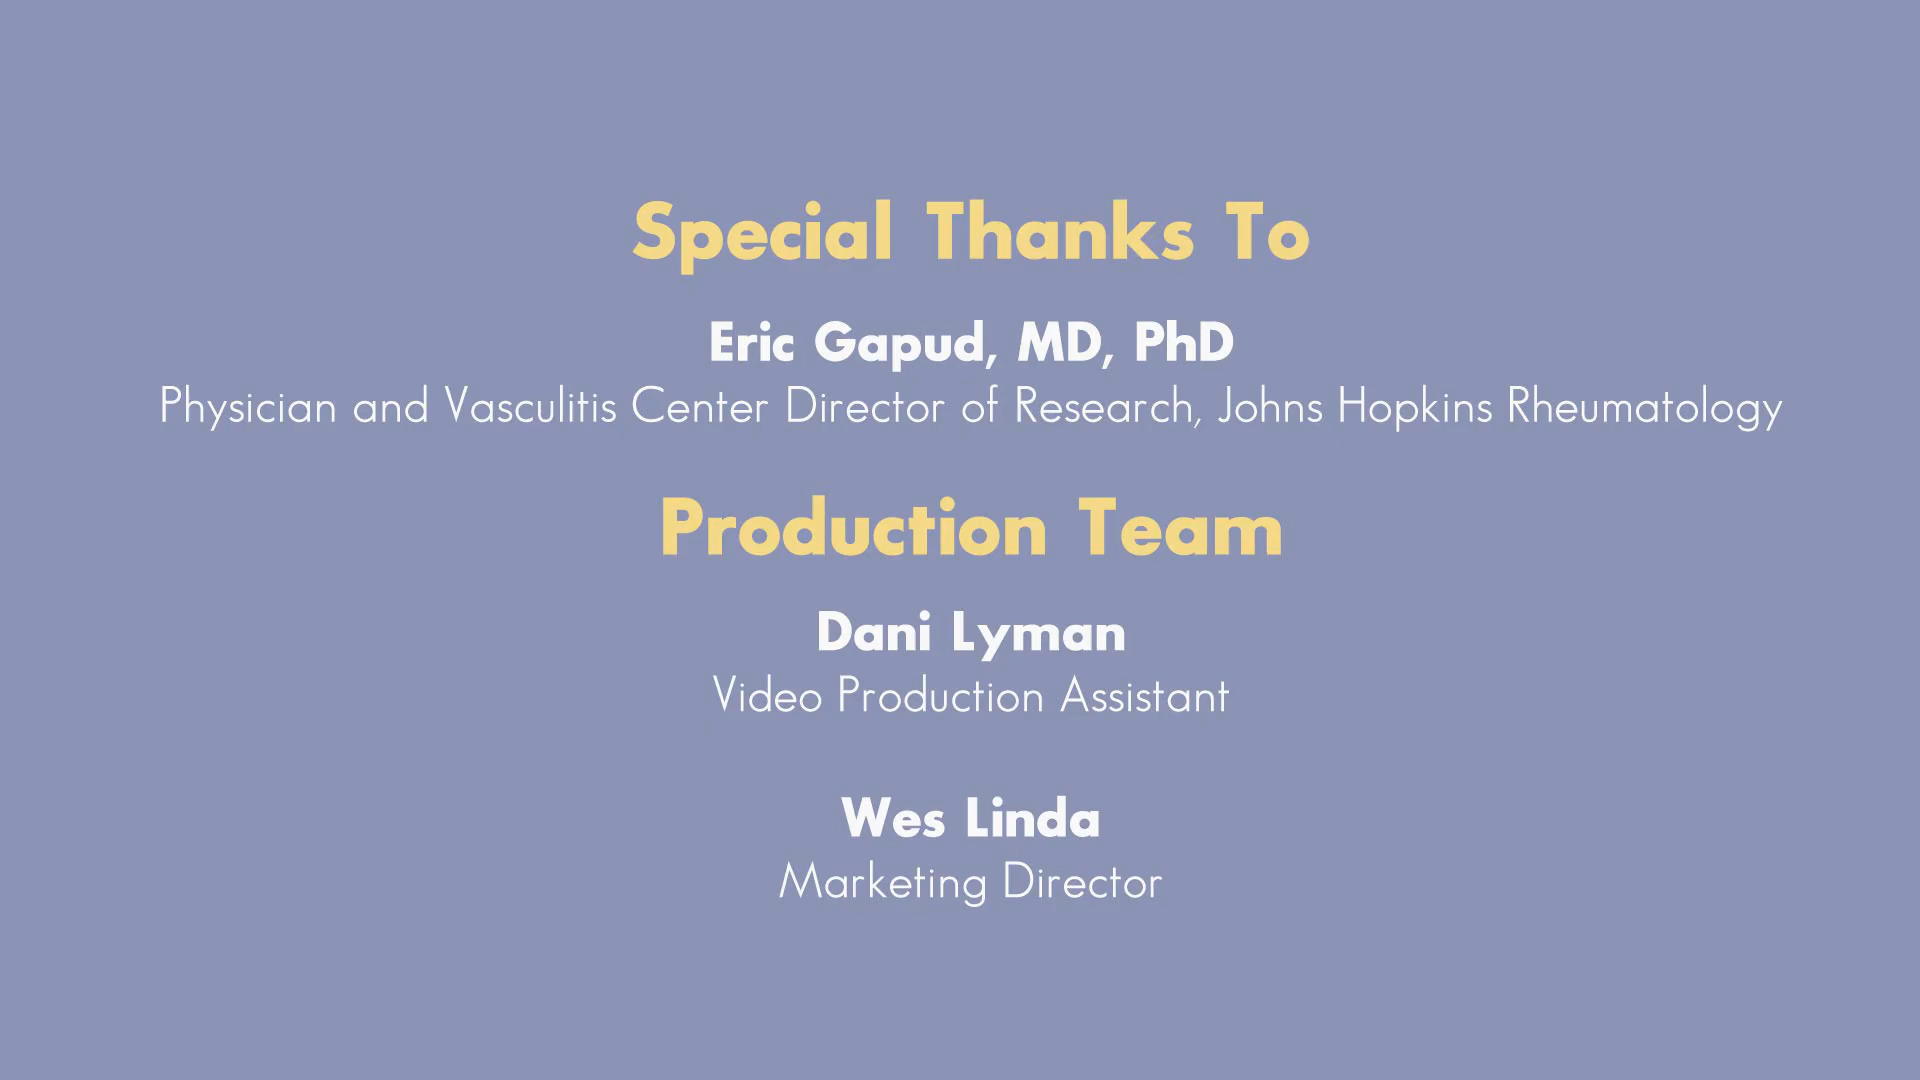 Special Thanks To
Eric Gapud, MD, PhD
Physician and Vasculitis Center Director of Research, Johns Hopkins Rheumatology
Production Team
Dani Lyman
Video Production Assistant
Wes Linda
Marketing Director